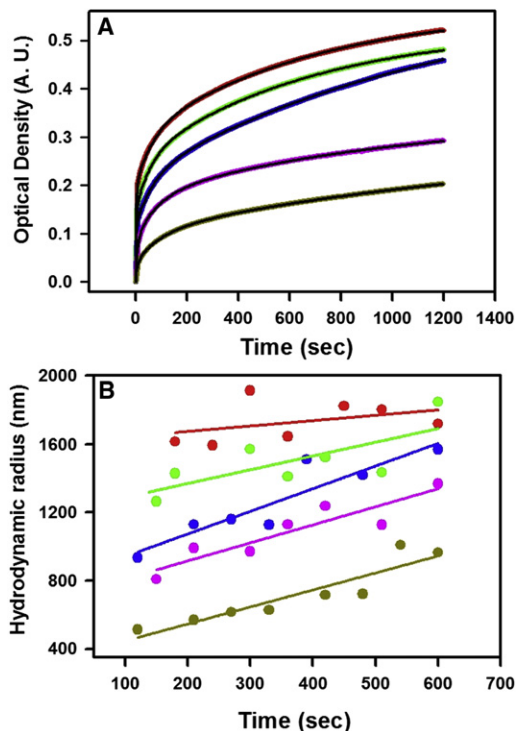 A
Optical Density (A. U.)
0.5
0.4
0.3
0.2
0.1
0.0
0 200 400 600 800 1000 1200 1400
Time (sec)
B
Hydrodynamic radius (nm)
2000
1600
1200
800
400
100 200 300 400 500 600 700
Time (sec)